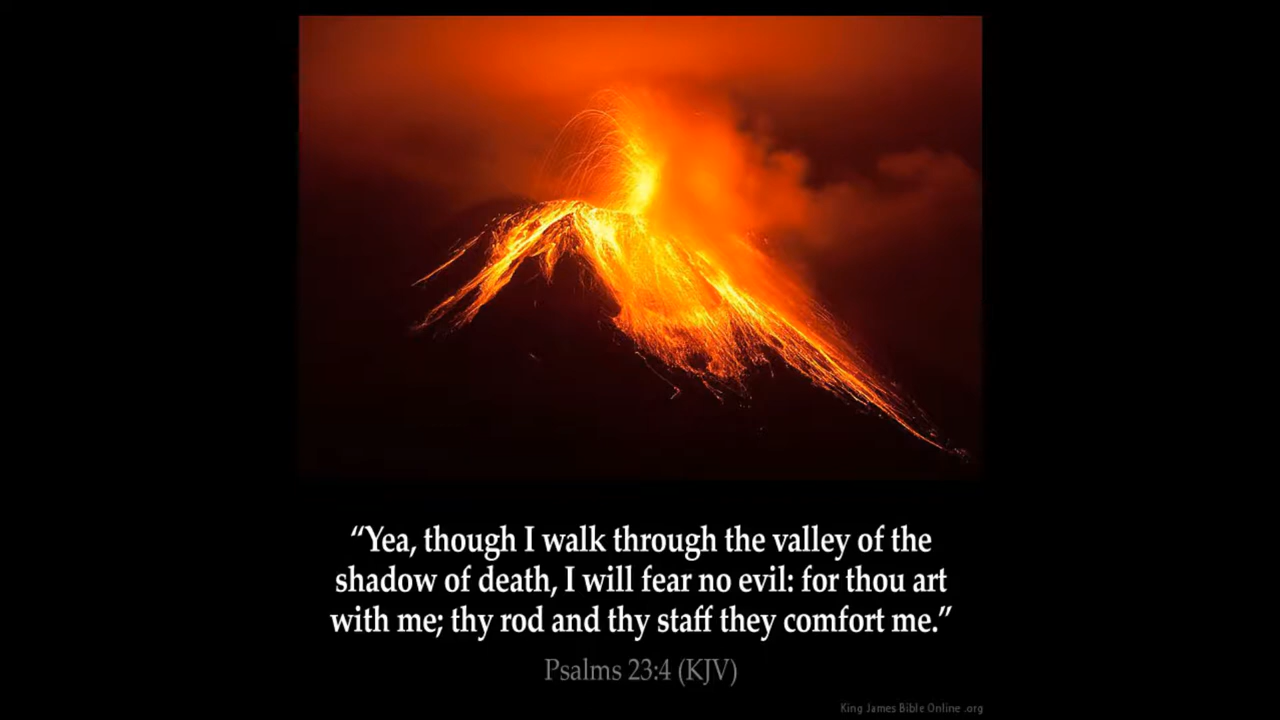 “Yea, though I walk through the valley of the
shadow of death, I will fear no evil: for thou art
with me; thy rod and thy staff they comfort me.”
Psalms 23:4 (KJV)
King James Bible Online .org